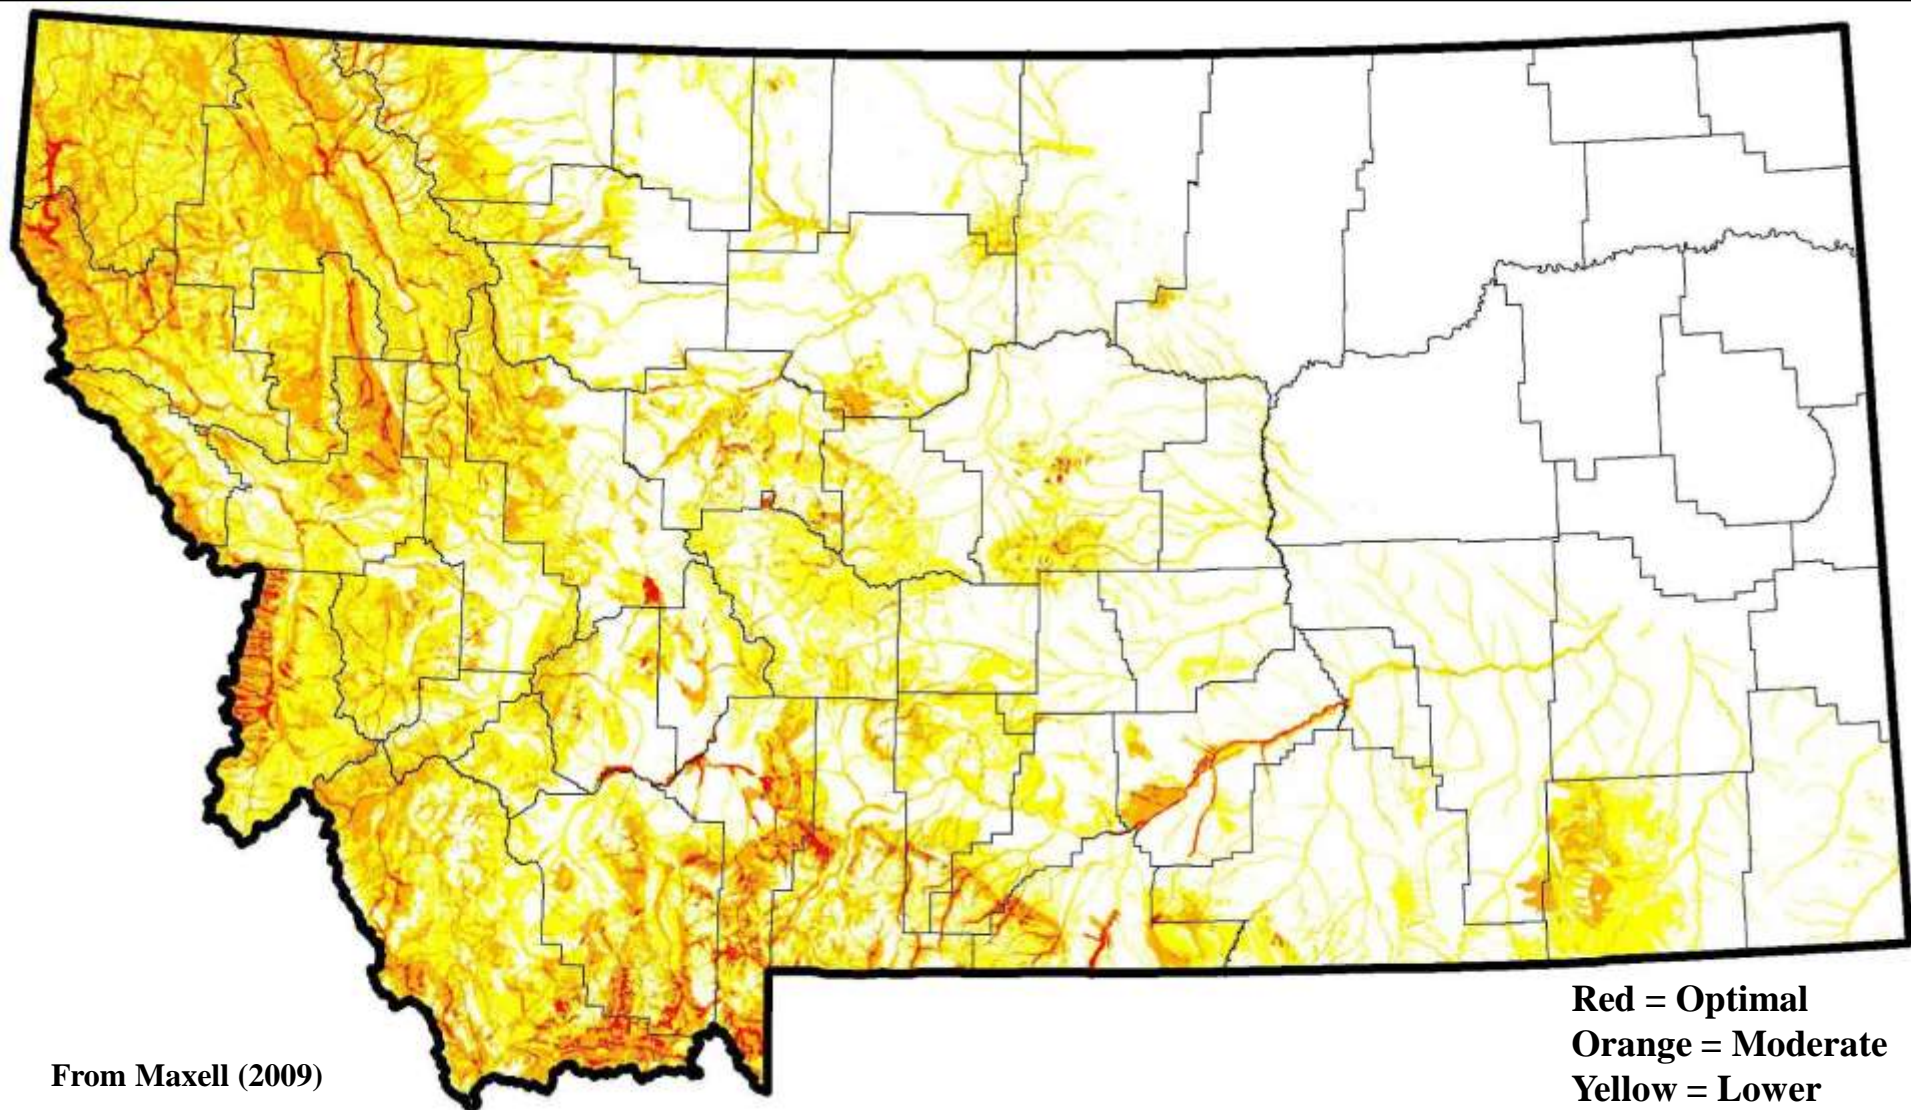 Red = Optimal
Orange = Moderate
From Maxell (2009)
Yellow = Lower